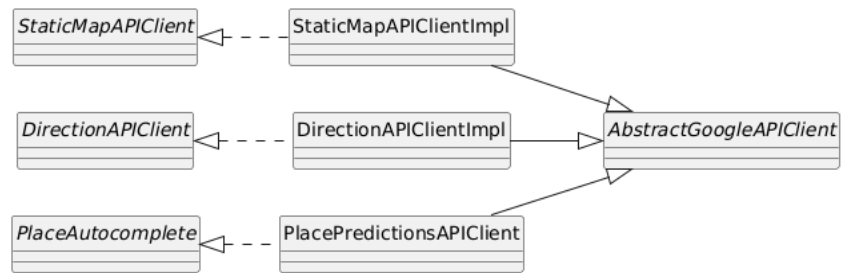 StaticMapAPIClient
StaticMapAPIClientImpl
DirectionAPIClient
DirectionAPIClientImpl
AbstractGoogleAPIClient
PlaceAutocomplete
PlacePredictionsAPIClient